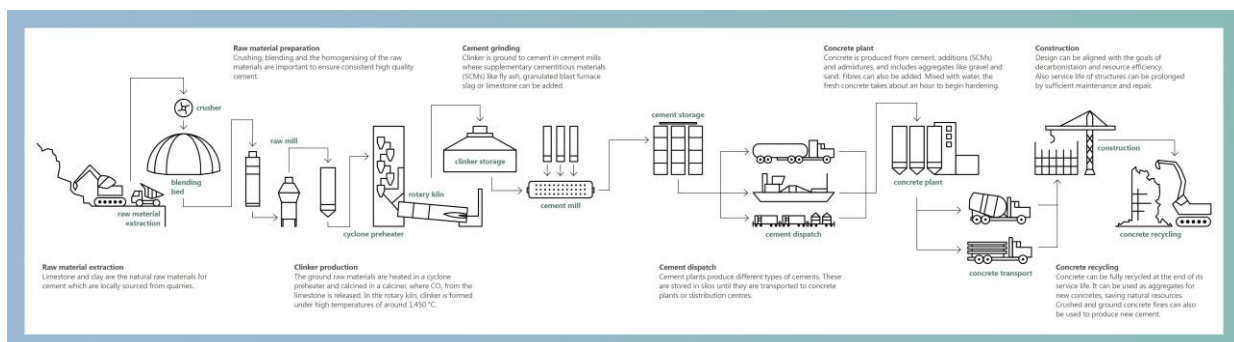 Raw material preparation
Crushing, blending and the homogenising of the raw
materials are important to ensure consistent high quality
cement.
Cement grinding
Clinker is ground to cement in cement mills
where supplementary cementitious materials
(SCMs) like fly ash, granulated blast furnace
slag or limestone can be added.
Concrete plant
Concrete is produced from cement, additions (SCMs)
and admixtures, and includes aggregates like gravel and
sand. Fibres can also be added. Mixed with water, the
fresh concrete takes about an hour to begin hardening.
Construction
Design can be aligned with the goals of
decarbonistaion and resource efficiency.
Also service life of structures can be prolonged
by sufficient maintenance and repair.
crusher
blending
bed
raw material
extraction
raw mill
cyclone preheater
rotary kiln
clinker storage
cement mill
cement storage
cement dispatch
concrete plant
concrete transport
construction
concrete recycling
Raw material extraction
Limestone and clay are the natural raw materials for
cement which are locally sourced from quarries.
Clinker production
The ground raw materials are heated in a cyclone
preheater and calcined in a calciner, where CO₂ from the
limestone is released. In the rotary kiln, clinker is formed
under high temperatures of around 1,450 °C.
Cement dispatch
Cement plants produce different types of cements. These
are stored in silos until they are transported to concrete
plants or distribution centres.
Concrete recycling
Concrete can be fully recycled at the end of its
service life. It can be used as aggregates for
new concretes, saving natural resources.
Crushed and ground concrete fines can also
be used to produce new cement.